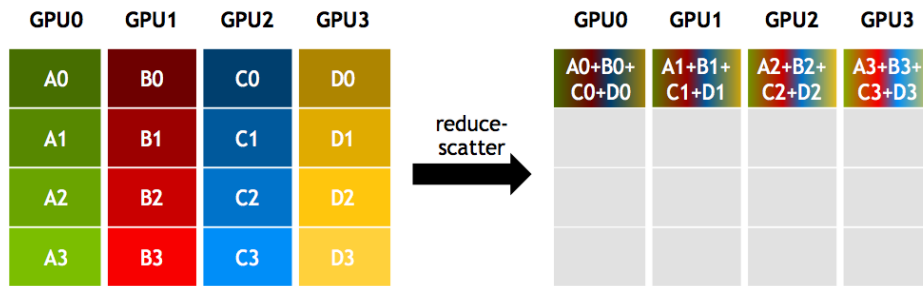 GPU0 GPU1 GPU2 GPU3
A0 B0 C0 D0
A1 B1 C1 D1
A2 B2 C2 D2
A3 B3 C3 D3
reduce-
scatter
GPU0 GPU1 GPU2 GPU3
A0+B0+ A1+B1+ A2+B2+ A3+B3+
C0+D0 C1+D1 C2+D2 C3+D3